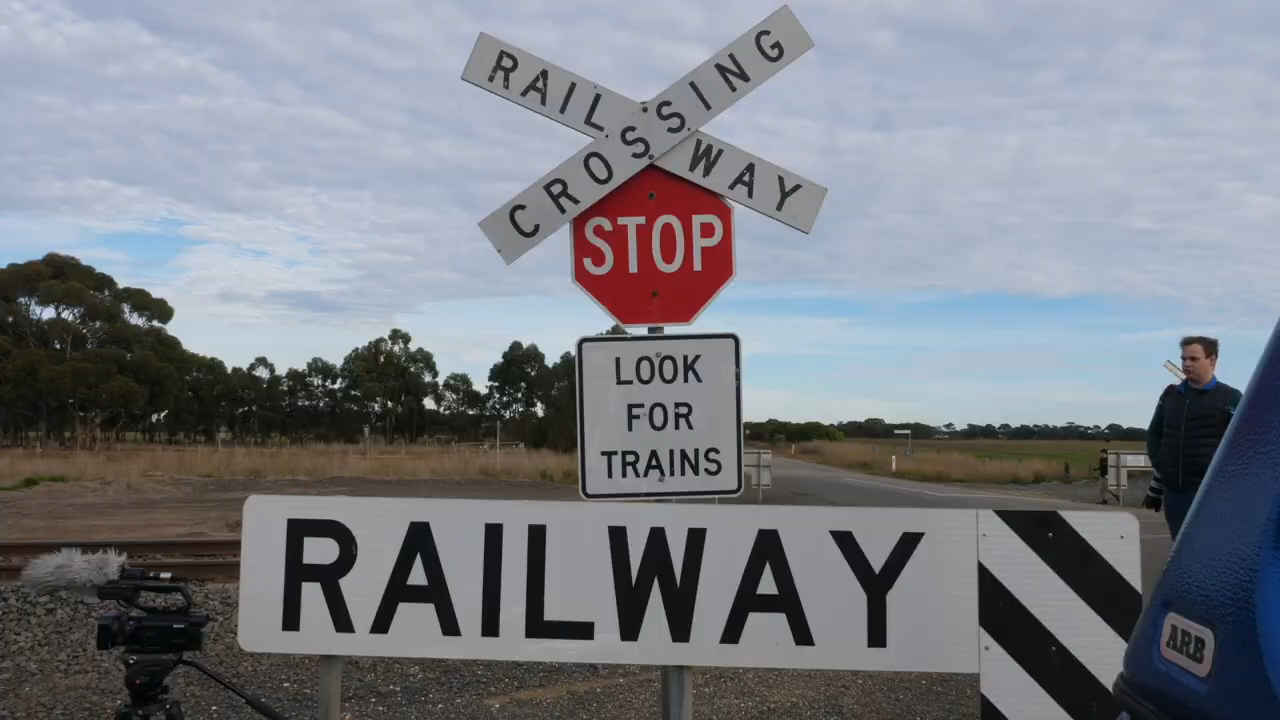 RAILWAY
CROSSING
STOP
LOOK
FOR
TRAINS
RAILWAY
ARB